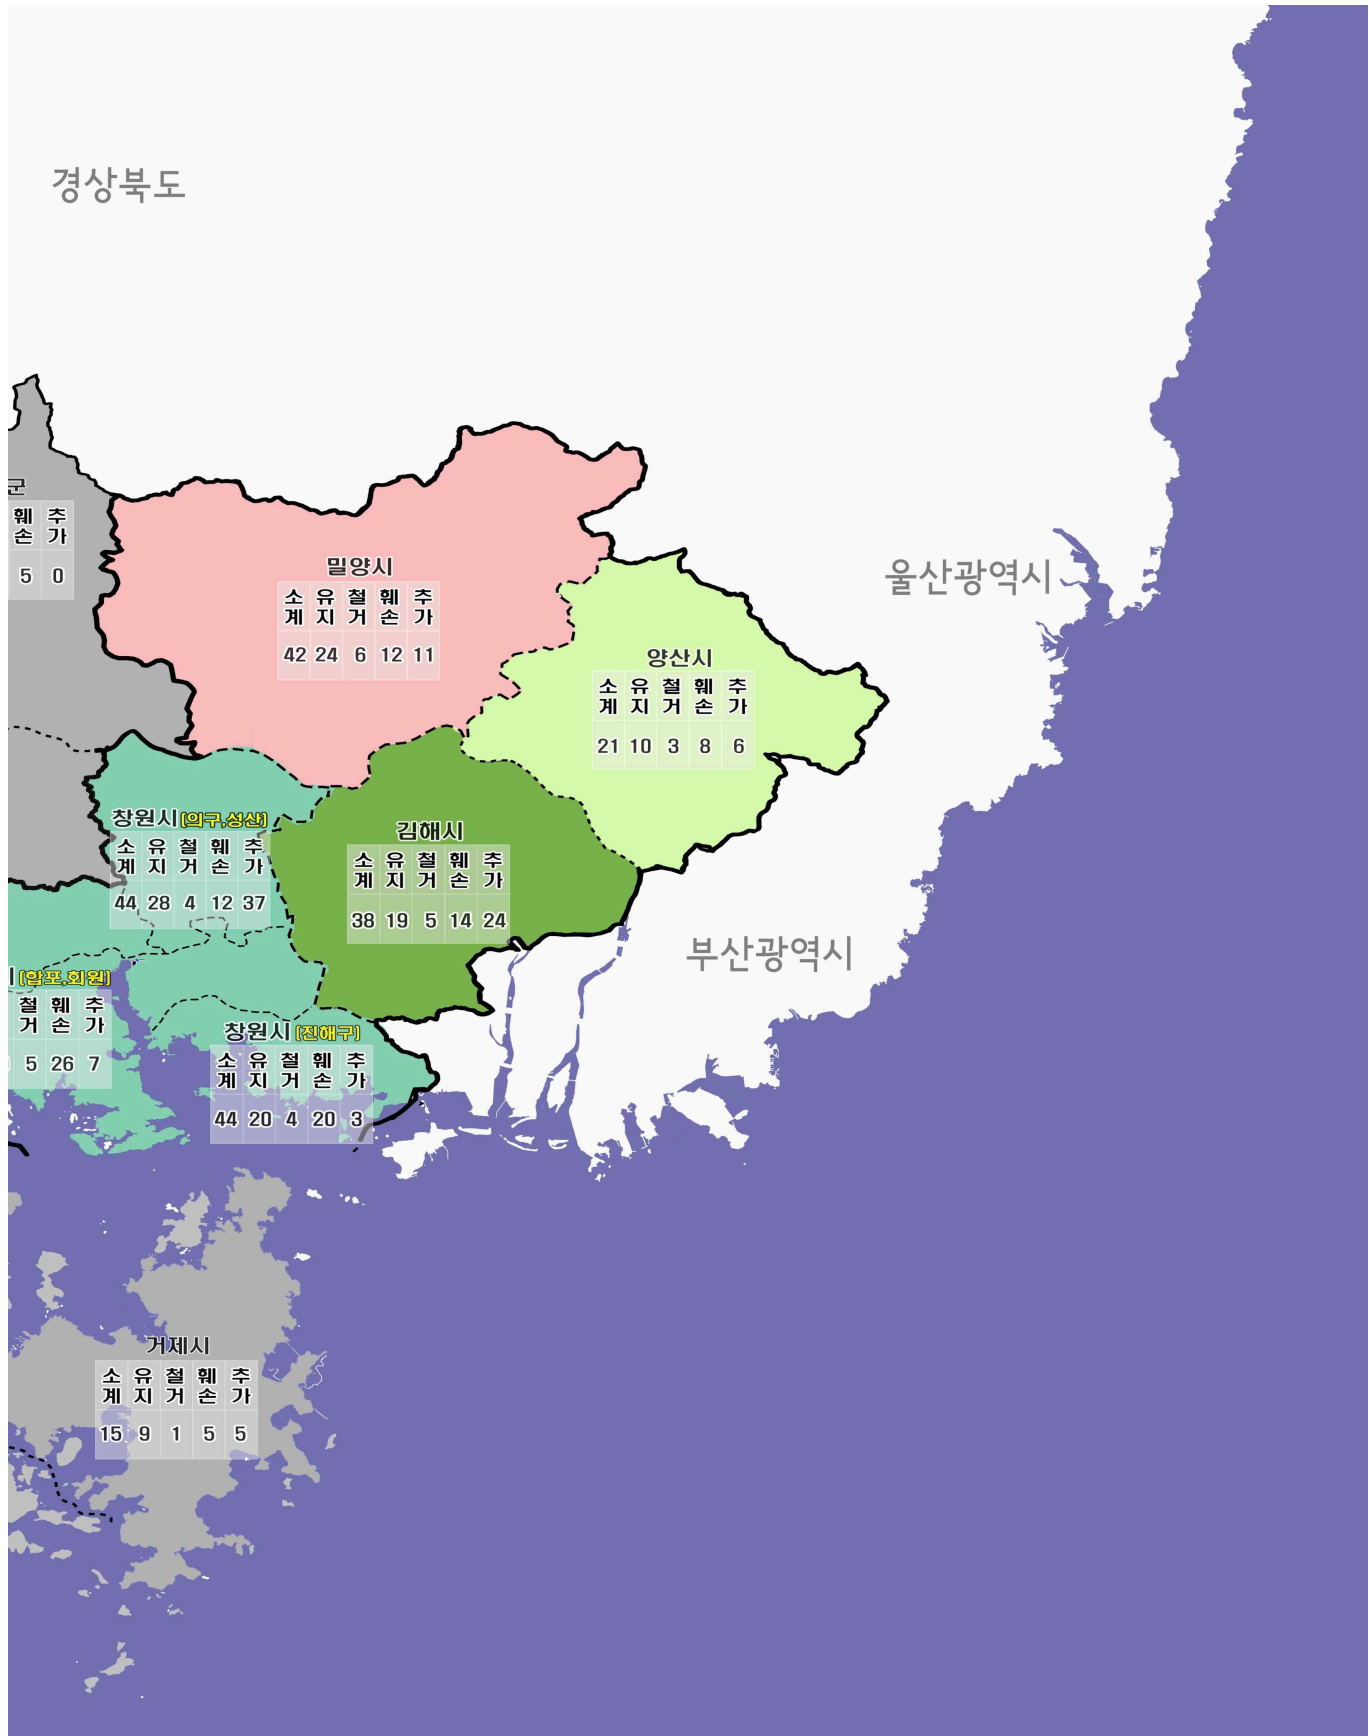 경상북도
군
훼 추
손 가
5 0
밀양시
소 유 철 훼 추
계 지 거 손 가
42 24 6 12 11
울산광역시
양산시
소 유 철 훼 추
계 지 거 손 가
21 10 3 8 6
창원시(의구,성산)
소 유 철 훼 추
계 지 거 손 가
44 28 4 12 37
김해시
소 유 철 훼 추
계 지 거 손 가
38 19 5 14 24
부산광역시
(합포,회원)
철 훼 추
거 손 가
5 26 7
창원시(진해구)
소 유 철 훼 추
계 지 거 손 가
44 20 4 20 3
거제시
소 유 철 훼 추
계 지 거 손 가
15 9 1 5 5